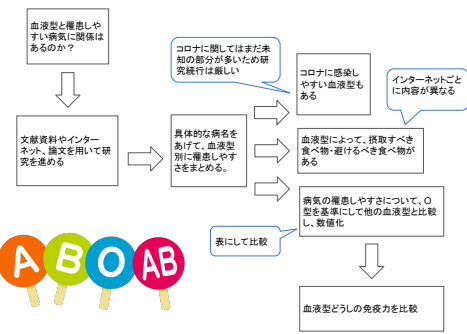 血液型と罹患しや
すい病気に関係は
あるのか？
コロナに関してはまだ未
知の部分が多いため研
究続行は厳しい
コロナに感染し
やすい血液型も
ある
インターネットごと
に内容が異なる
文献資料やインター
ネット、論文を用いて研
究を進める
具体的な病名を
あげて、血液型
別に罹患しやす
さをまとめる。
血液型によって、摂取すべき
食べ物・避けるべき食べ物
がある
病気の罹患しやすさについて、O
型を基準にして他の血液型と比較
し、数値化
表にして比較
血液型どうしの免疫力を比較
A
B
O
AB